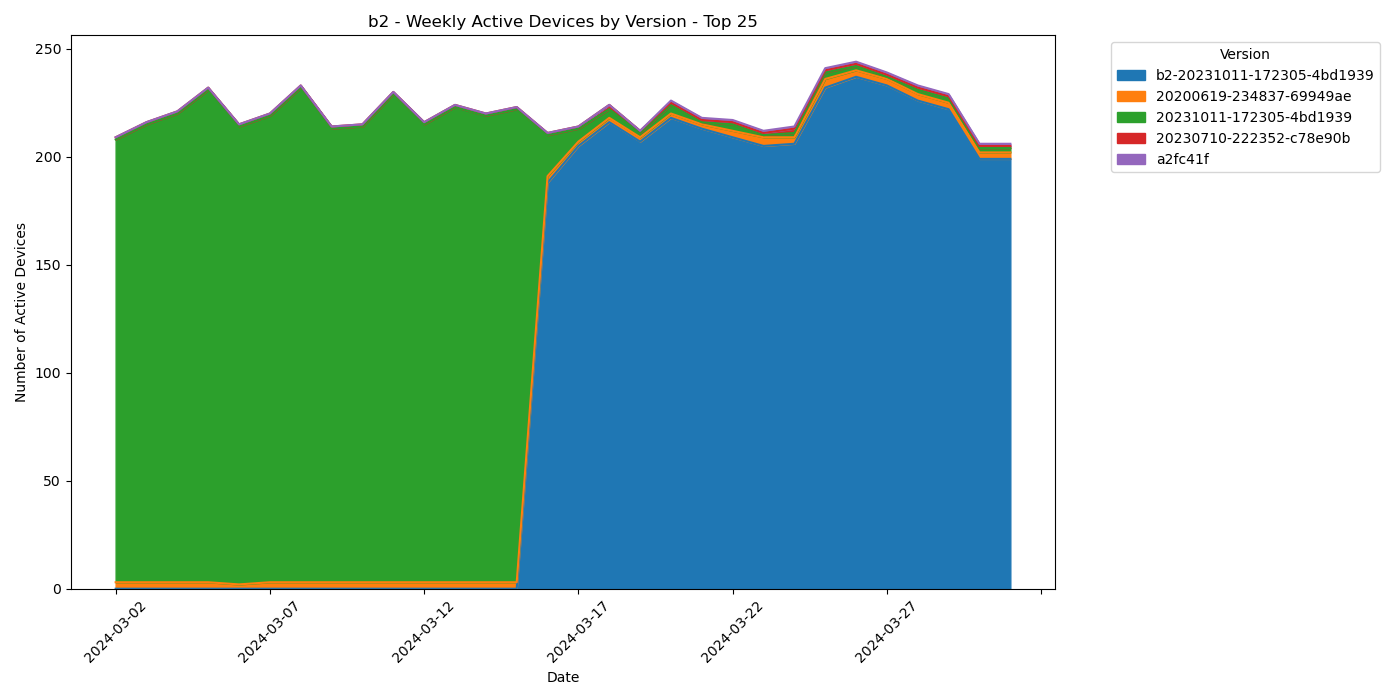 b2 - Weekly Active Devices by Version - Top 25
250
200
150
100
50
0
Number of Active Devices
2024-03-02
2024-03-07
2024-03-12
2024-03-17
2024-03-22
2024-03-27
Date
Version
b2-20231011-172305-4bd1939
20200619-234837-69949ae
20231011-172305-4bd1939
20230710-222352-c78e90b
a2fc41f